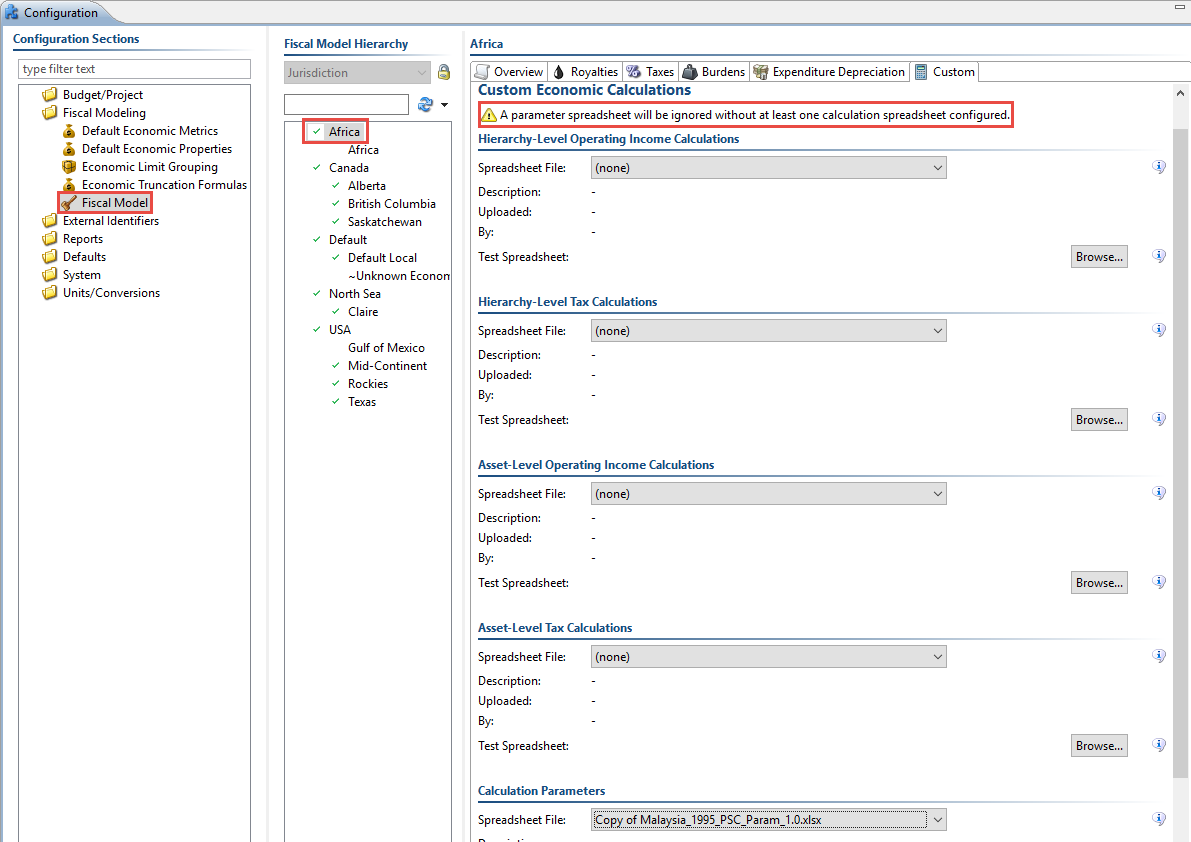 Configuration
Configuration Sections
type filter text
Budget/Project
Fiscal Modeling
Default Economic Metrics
Default Economic Properties
Economic Limit Grouping
Economic Truncation Formulas
Fiscal Model
External Identifiers
Reports
Defaults
System
Units/Conversions
Fiscal Model Hierarchy
Jurisdiction
Africa
Africa
Canada
Alberta
British Columbia
Saskatchewan
Default
Default Local
~Unknown Econom
North Sea
Claire
USA
Gulf of Mexico
Mid-Continent
Rockies
Texas
Africa
Overview Royalties Taxes Burdens Expenditure Depreciation Custom
Custom Economic Calculations
A parameter spreadsheet will be ignored without at least one calculation spreadsheet configured.
Hierarchy-Level Operating Income Calculations
Spreadsheet File: (none)
Description: -
Uploaded: -
By: -
Test Spreadsheet: Browse...
Hierarchy-Level Tax Calculations
Spreadsheet File: (none)
Description: -
Uploaded: -
By: -
Test Spreadsheet: Browse...
Asset-Level Operating Income Calculations
Spreadsheet File: (none)
Description: -
Uploaded: -
By: -
Test Spreadsheet: Browse...
Asset-Level Tax Calculations
Spreadsheet File: (none)
Description: -
Uploaded: -
By: -
Test Spreadsheet: Browse...
Calculation Parameters
Spreadsheet File: Copy of Malaysia_1995_PSC_Param_1.0.xlsx